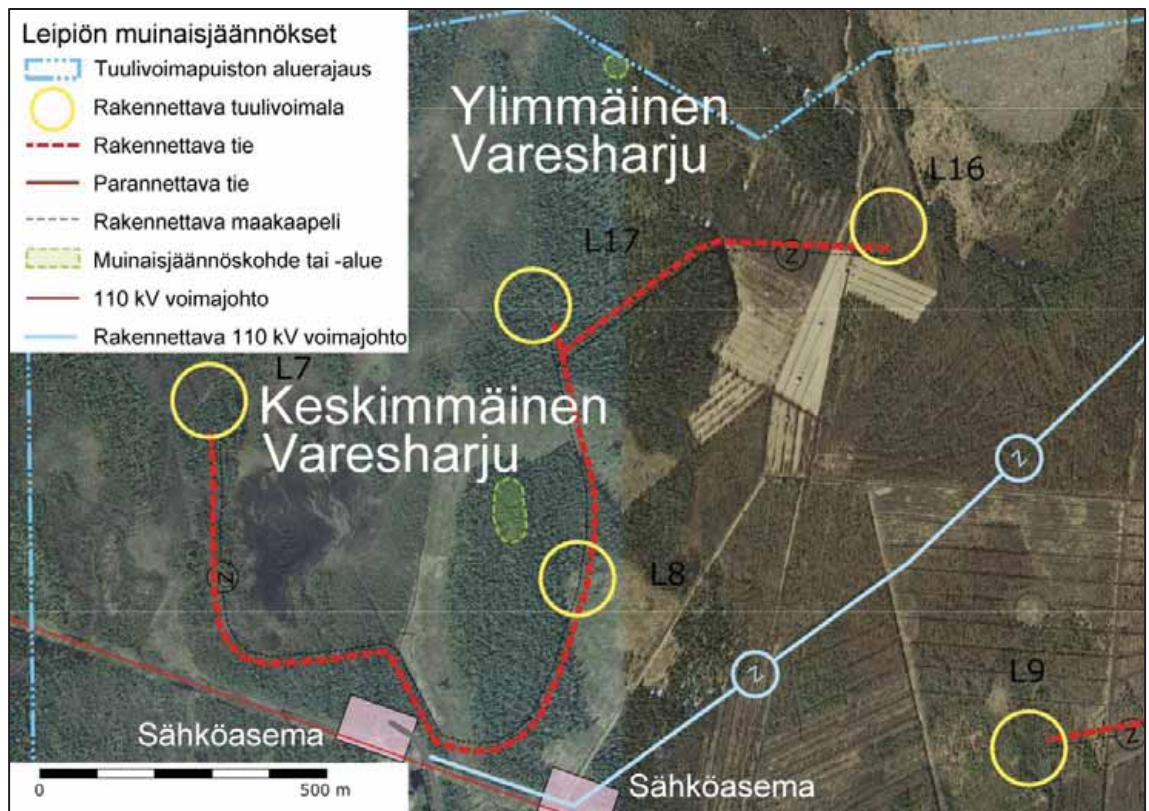 Leipiön muinaisjäännökset
Tuulivoimapuiston aluerajaus
Rakennettava tuulivoimala
Rakennettava tie
Parannettava tie
Rakennettava maakaapeli
Muinaisjäännöskohde tai -alue
110 kV voimajohto
Rakennettava 110 kV voimajohto
Ylimmäinen
Varesharju
L16
L17
Z
L7
Keskimmäinen
Varesharju
Z
Z
L8
Z
L9
Z
Sähköasema
Sähköasema
0
500 m